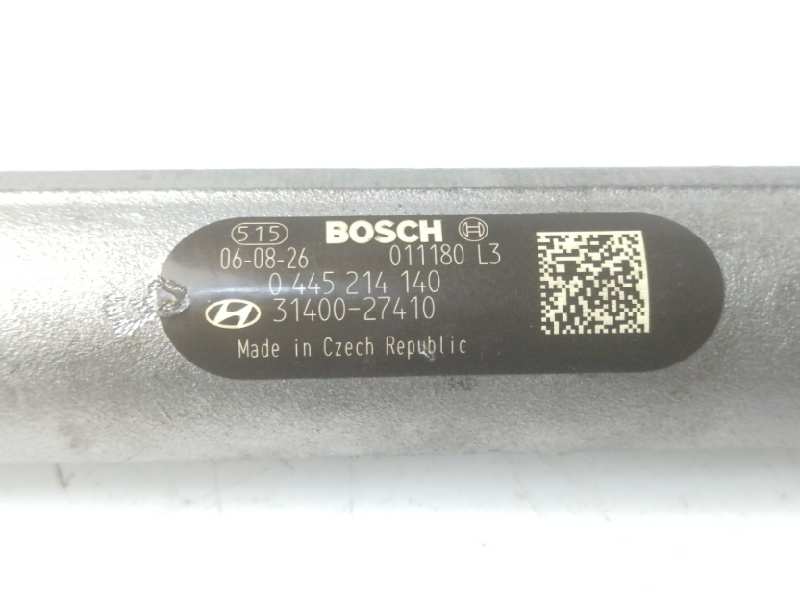 515 BOSCH
06-08-26 011180 L3
0 445 214 140
31400-27410
Made in Czech Republic